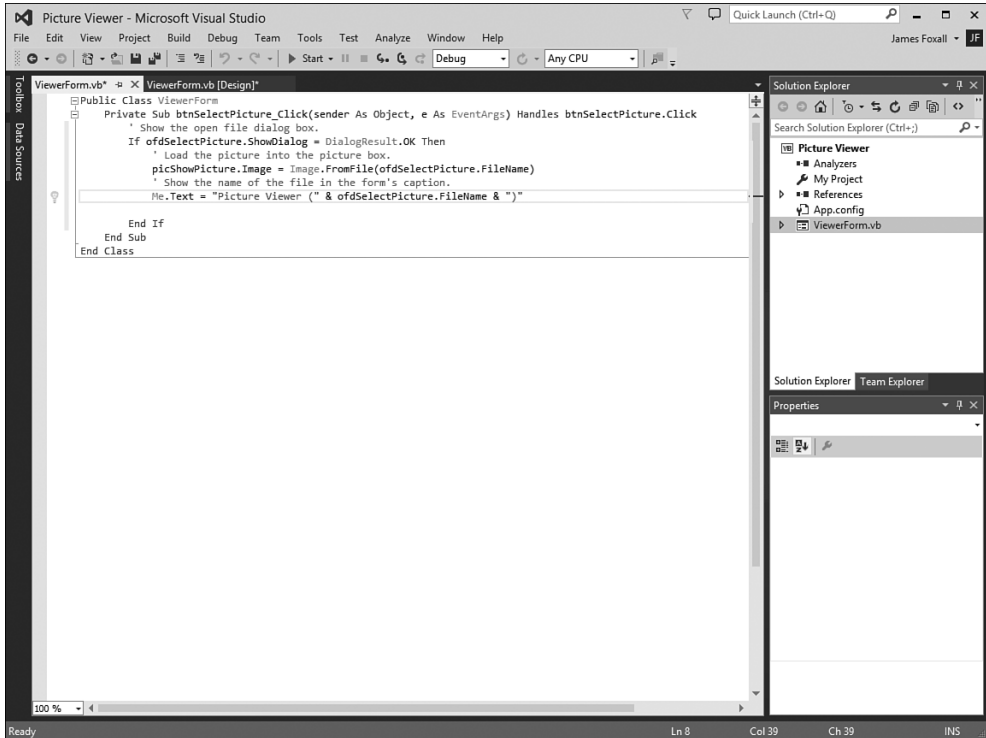 Picture Viewer - Microsoft Visual Studio
Quick Launch (Ctrl+Q)
File Edit View Project Build Debug Team Tools Test Analyze Window Help
James Foxall JF
Start Debug Any CPU
Toolbox
Data Sources
ViewerForm.vb* ViewerForm.vb [Design]*
Public Class ViewerForm
Private Sub btnSelectPicture_Click(sender As Object, e As EventArgs) Handles btnSelectPicture.Click
' Show the open file dialog box.
If ofdSelectPicture.ShowDialog = DialogResult.OK Then
' Load the picture into the picture box.
picShowPicture.Image = Image.FromFile(ofdSelectPicture.FileName)
' Show the name of the file in the form's caption.
Me.Text = "Picture Viewer (" & ofdSelectPicture.FileName & ")"
End If
End Sub
End Class
100 %
Solution Explorer
Search Solution Explorer (Ctrl+;)
VB Picture Viewer
Analyzers
My Project
References
App.config
ViewerForm.vb
Solution Explorer Team Explorer
Properties
Ready Ln 8 Col 39 Ch 39 INS